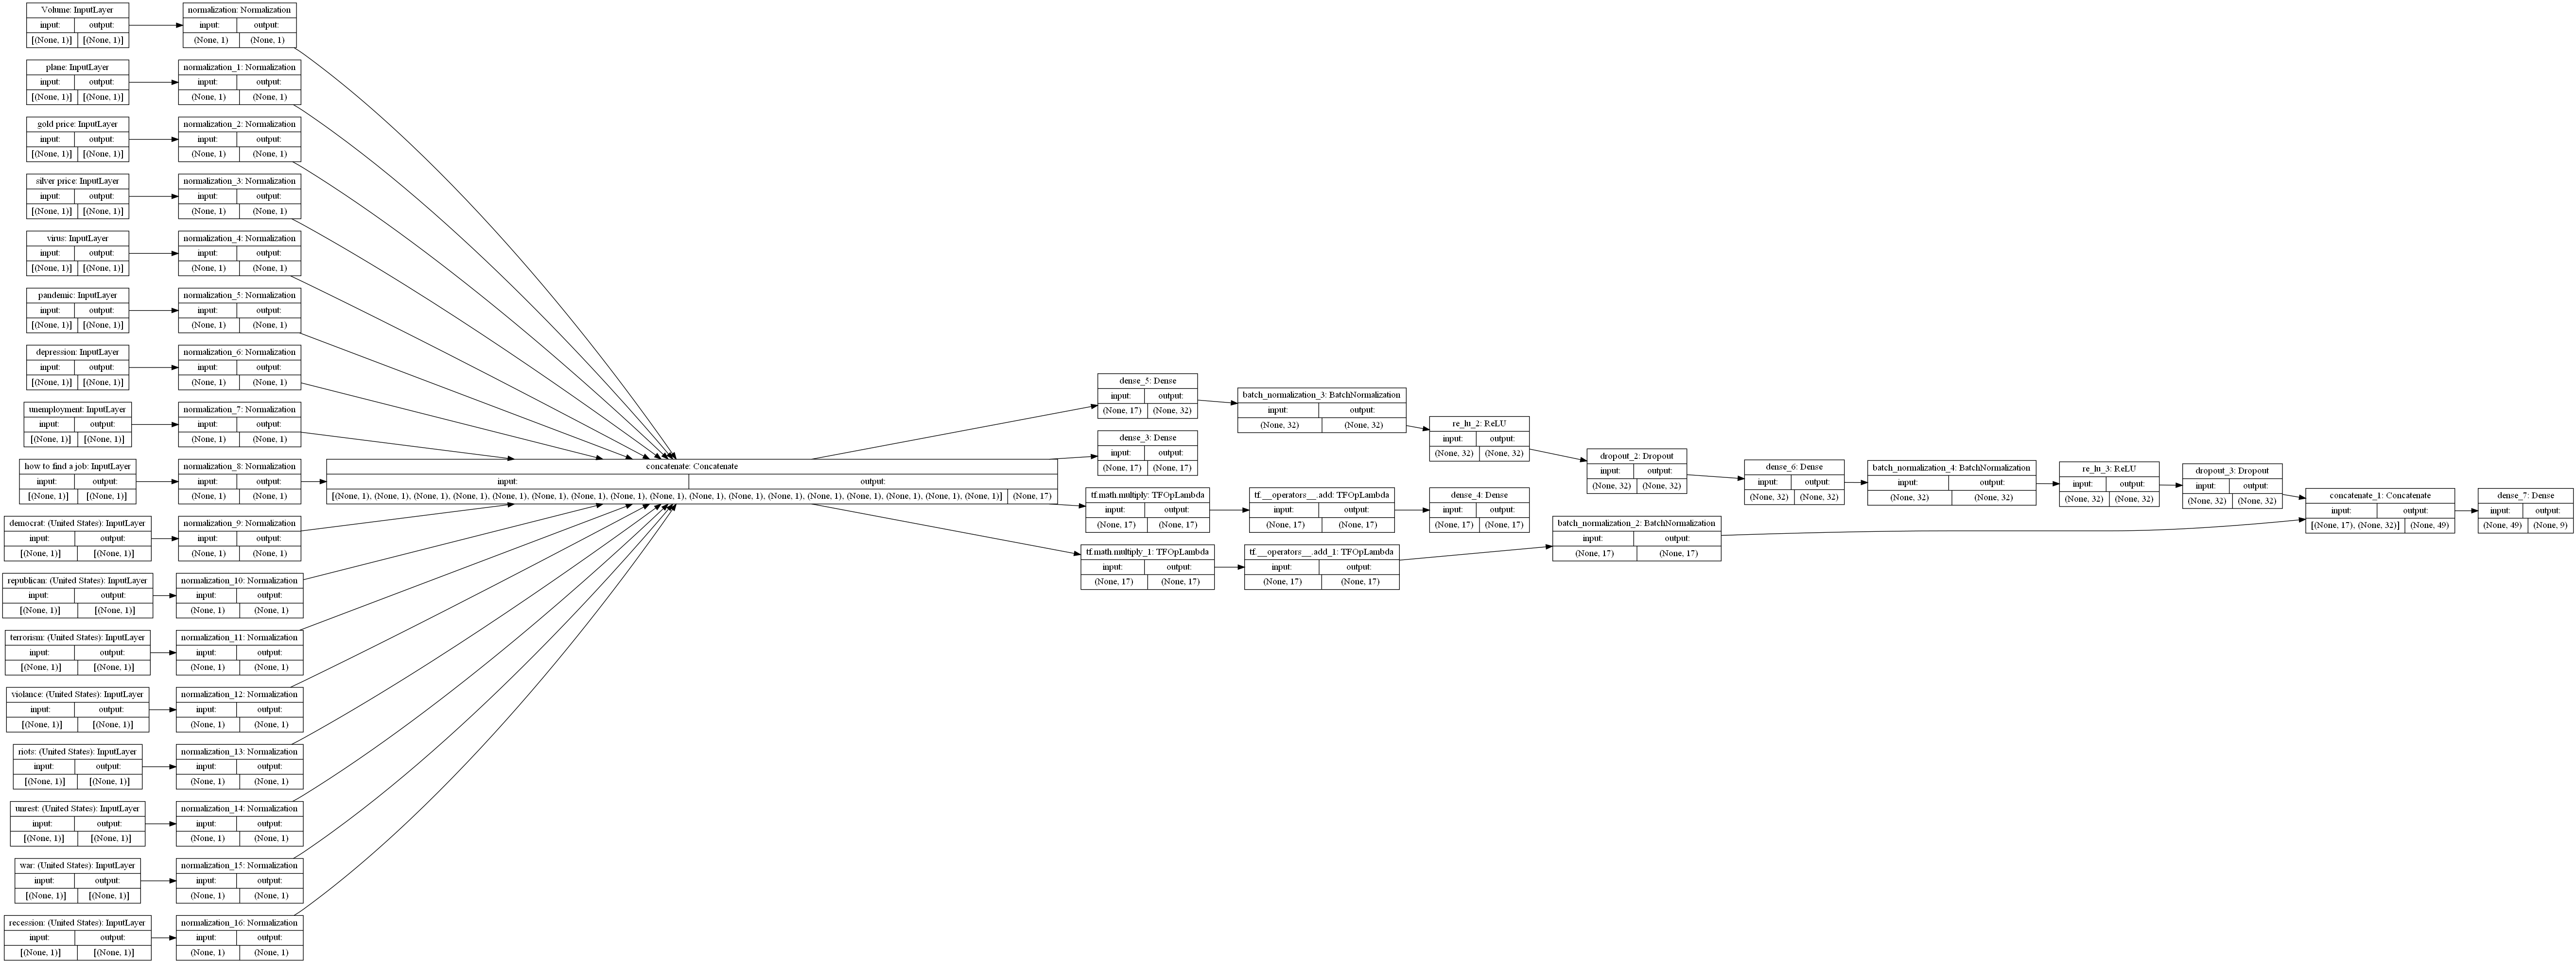 Volume: InputLayer
input: output:
[(None, 1)] [(None, 1)]
normalization: Normalization
input: output:
(None, 1) (None, 1)
plane: InputLayer
input: output:
[(None, 1)] [(None, 1)]
normalization_1: Normalization
input: output:
(None, 1) (None, 1)
gold price: InputLayer
input: output:
[(None, 1)] [(None, 1)]
normalization_2: Normalization
input: output:
(None, 1) (None, 1)
silver price: InputLayer
input: output:
[(None, 1)] [(None, 1)]
normalization_3: Normalization
input: output:
(None, 1) (None, 1)
virus: InputLayer
input: output:
[(None, 1)] [(None, 1)]
normalization_4: Normalization
input: output:
(None, 1) (None, 1)
pandemic: InputLayer
input: output:
[(None, 1)] [(None, 1)]
normalization_5: Normalization
input: output:
(None, 1) (None, 1)
depression: InputLayer
input: output:
[(None, 1)] [(None, 1)]
normalization_6: Normalization
input: output:
(None, 1) (None, 1)
unemployment: InputLayer
input: output:
[(None, 1)] [(None, 1)]
normalization_7: Normalization
input: output:
(None, 1) (None, 1)
how to find a job: InputLayer
input: output:
[(None, 1)] [(None, 1)]
normalization_8: Normalization
input: output:
(None, 1) (None, 1)
democrat: (United States): InputLayer
input: output:
[(None, 1)] [(None, 1)]
normalization_9: Normalization
input: output:
(None, 1) (None, 1)
republican: (United States): InputLayer
input: output:
[(None, 1)] [(None, 1)]
normalization_10: Normalization
input: output:
(None, 1) (None, 1)
terrorism: (United States): InputLayer
input: output:
[(None, 1)] [(None, 1)]
normalization_11: Normalization
input: output:
(None, 1) (None, 1)
violance: (United States): InputLayer
input: output:
[(None, 1)] [(None, 1)]
normalization_12: Normalization
input: output:
(None, 1) (None, 1)
riots: (United States): InputLayer
input: output:
[(None, 1)] [(None, 1)]
normalization_13: Normalization
input: output:
(None, 1) (None, 1)
unrest: (United States): InputLayer
input: output:
[(None, 1)] [(None, 1)]
normalization_14: Normalization
input: output:
(None, 1) (None, 1)
war: (United States): InputLayer
input: output:
[(None, 1)] [(None, 1)]
normalization_15: Normalization
input: output:
(None, 1) (None, 1)
recession: (United States): InputLayer
input: output:
[(None, 1)] [(None, 1)]
normalization_16: Normalization
input: output:
(None, 1) (None, 1)
concatenate: Concatenate
input: output:
[(None, 1), (None, 1), (None, 1), (None, 1), (None, 1), (None, 1), (None, 1), (None, 1), (None, 1), (None, 1), (None, 1), (None, 1), (None, 1), (None, 1), (None, 1), (None, 1), (None, 1)] (None, 17)
dense_5: Dense
input: output:
(None, 17) (None, 32)
dense_3: Dense
input: output:
(None, 17) (None, 17)
tf.math.multiply: TFOpLambda
input: output:
(None, 17) (None, 17)
tf.math.multiply_1: TFOpLambda
input: output:
(None, 17) (None, 17)
batch_normalization_3: BatchNormalization
input: output:
(None, 32) (None, 32)
tf.__operators__.add: TFOpLambda
input: output:
(None, 17) (None, 17)
tf.__operators__.add_1: TFOpLambda
input: output:
(None, 17) (None, 17)
re_lu_2: ReLU
input: output:
(None, 32) (None, 32)
dense_4: Dense
input: output:
(None, 17) (None, 17)
dropout_2: Dropout
input: output:
(None, 32) (None, 32)
batch_normalization_2: BatchNormalization
input: output:
(None, 17) (None, 17)
dense_6: Dense
input: output:
(None, 32) (None, 32)
batch_normalization_4: BatchNormalization
input: output:
(None, 32) (None, 32)
re_lu_3: ReLU
input: output:
(None, 32) (None, 32)
dropout_3: Dropout
input: output:
(None, 32) (None, 32)
concatenate_1: Concatenate
input: output:
[(None, 17), (None, 32)] (None, 49)
dense_7: Dense
input: output:
(None, 49) (None, 9)